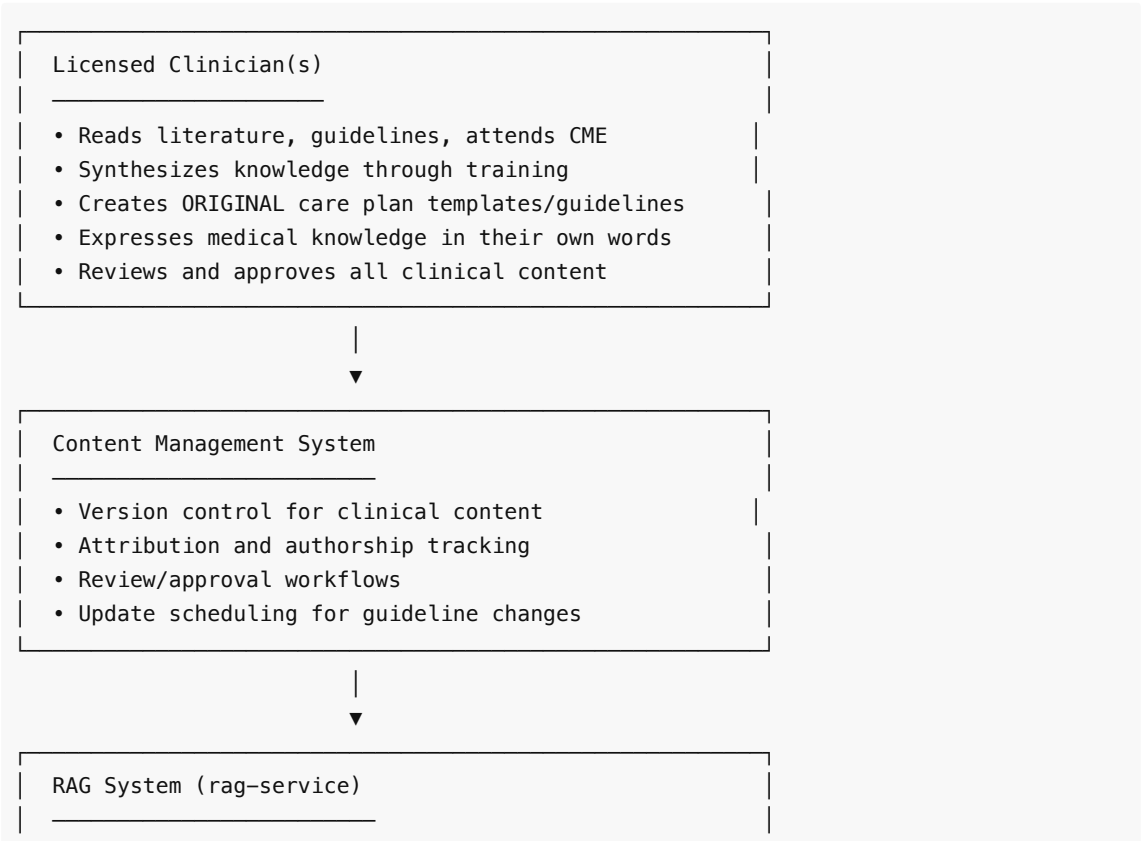 Licensed Clinician(s)
• Reads literature, guidelines, attends CME
• Synthesizes knowledge through training
• Creates ORIGINAL care plan templates/guidelines
• Expresses medical knowledge in their own words
• Reviews and approves all clinical content
Content Management System
• Version control for clinical content
• Attribution and authorship tracking
• Review/approval workflows
• Update scheduling for guideline changes
RAG System (rag-service)